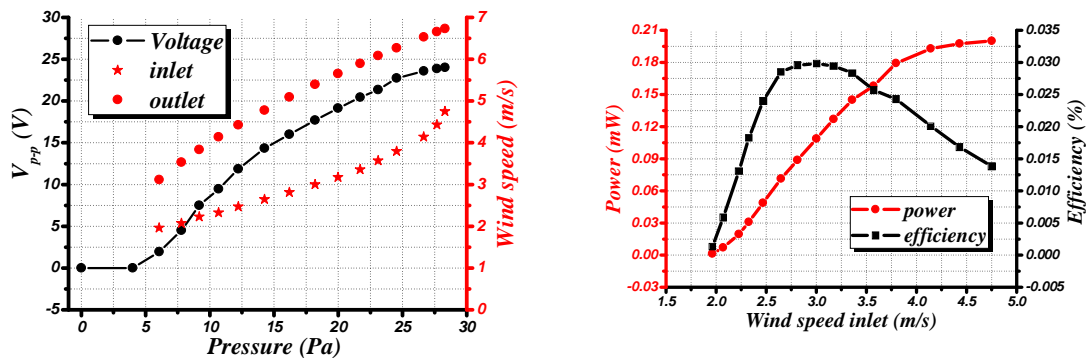 30
25
20
15
10
5
0
-5
V p-p (V)
Voltage
inlet
outlet
7
6
5
4
3
2
1
0
Wind speed (m/s)
0 5 10 15 20 25 30
Pressure (Pa)
0.21
0.18
0.15
0.12
0.09
0.06
0.03
0.00
-0.03
Power (mW)
power
efficiency
0.035
0.030
0.025
0.020
0.015
0.010
0.005
0.000
-0.005
Efficiency (%)
1.5 2.0 2.5 3.0 3.5 4.0 4.5 5.0
Wind speed inlet (m/s)